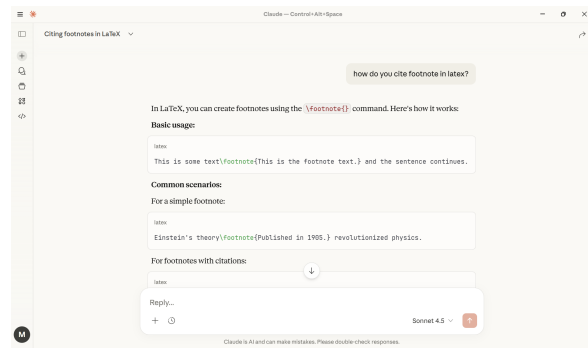 Claude — Control+Alt+Space
Citing footnotes in LaTeX
how do you cite footnote in latex?
In LaTeX, you can create footnotes using the \footnote{} command. Here's how it works:
Basic usage:
latex
This is some text\footnote{This is the footnote text.} and the sentence continues.
Common scenarios:
For a simple footnote:
latex
Einstein's theory\footnote{Published in 1905.} revolutionized physics.
For footnotes with citations:
latex
Reply...
Sonnet 4.5
M
Claude is AI and can make mistakes. Please double-check responses.